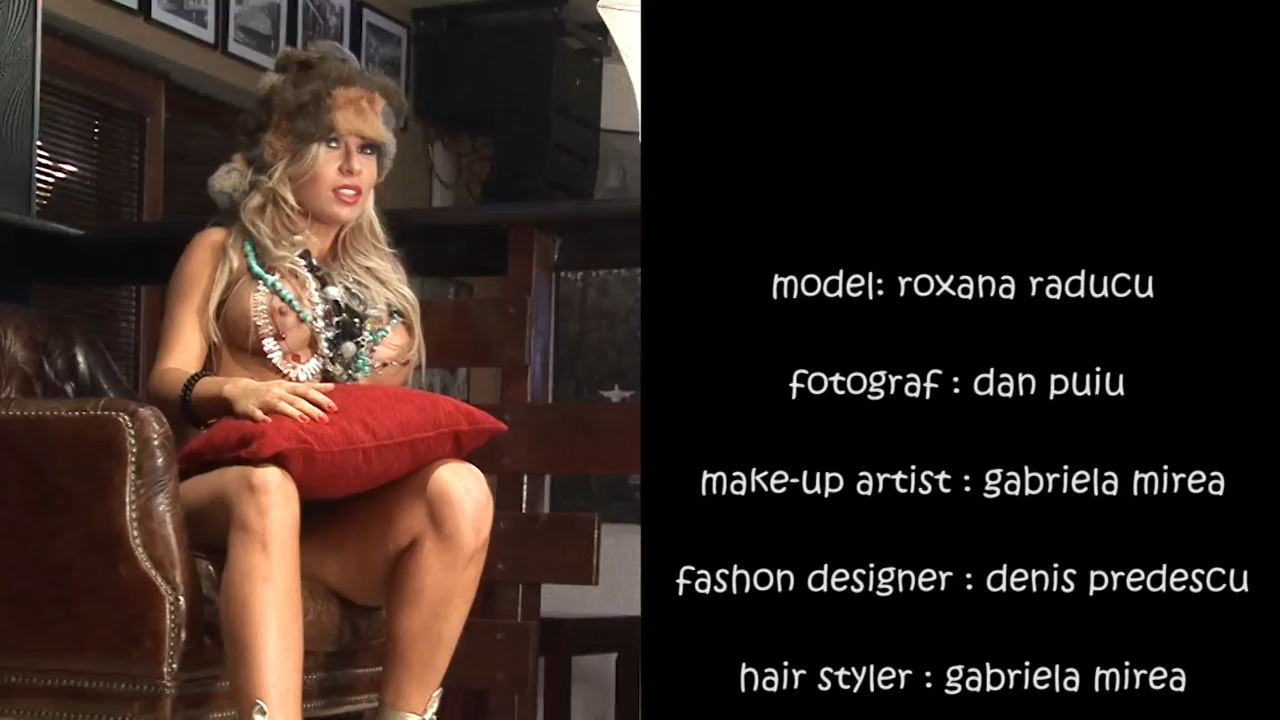 model: roxana raducu
fotograf : dan puiu
make-up artist : gabriela mirea
fashon designer : denis predescu
hair styler : gabriela mirea